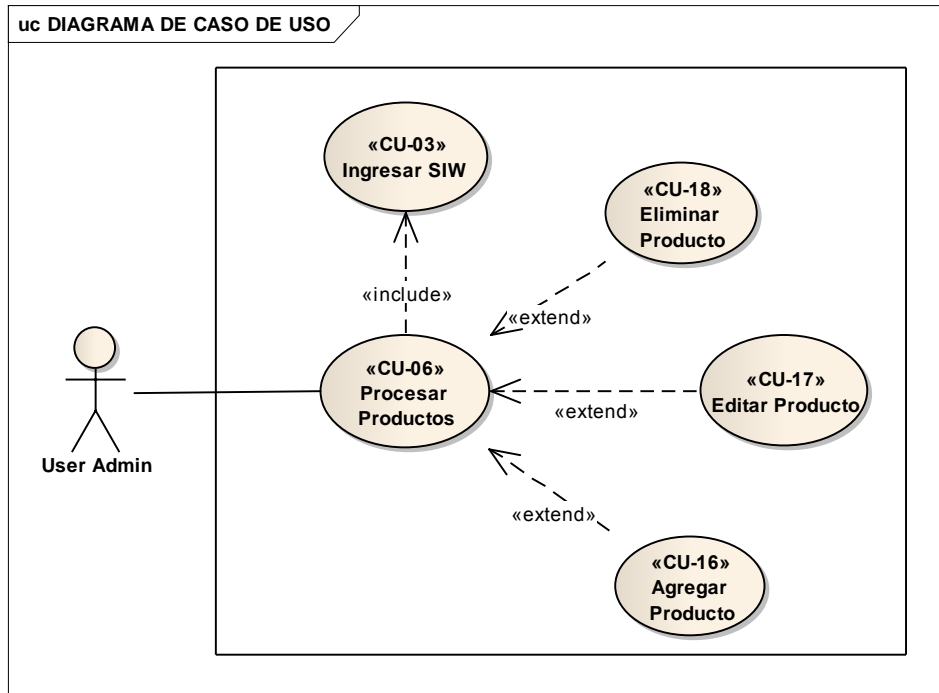 uc DIAGRAMA DE CASO DE USO
«CU-03»
Ingresar SIW
«CU-18»
Eliminar
Producto
«include»
«extend»
«CU-06»
Procesar
Productos
«CU-17»
Editar Producto
«extend»
User Admin
«extend»
«CU-16»
Agregar
Producto